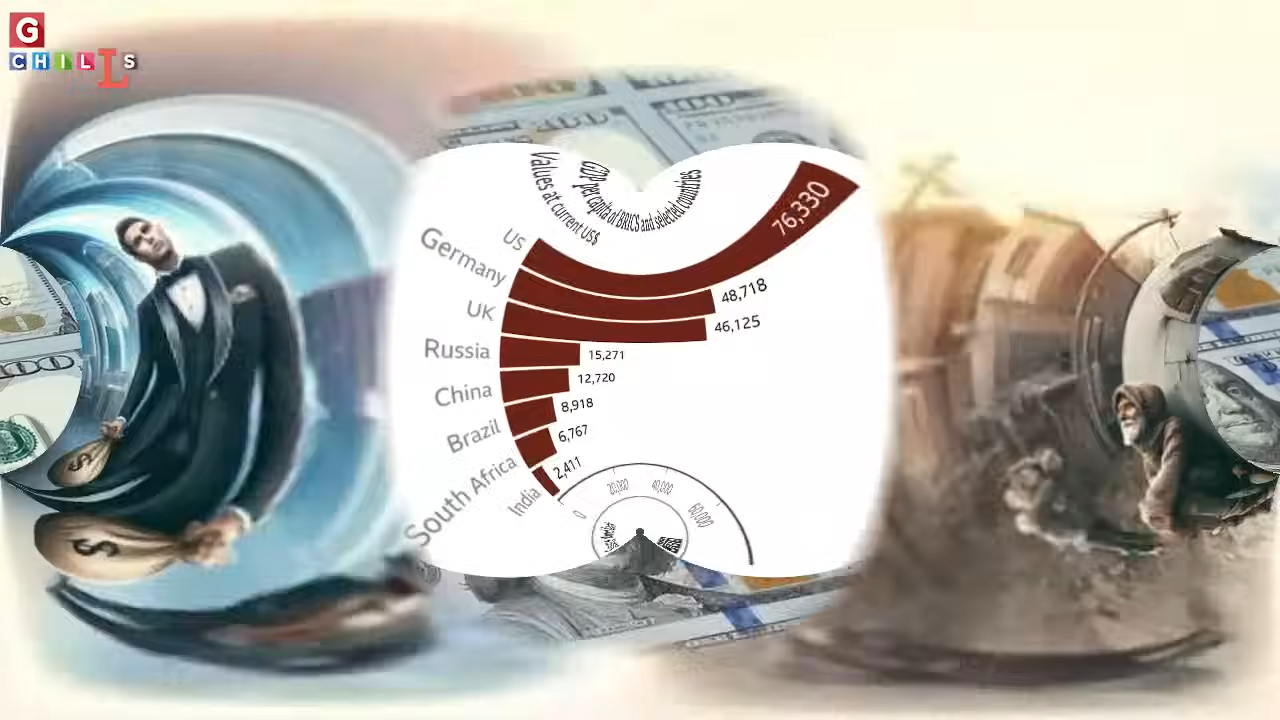 G
CHILLS
GDP per capita of BRICS and selected countries
Values at current US$
US 76,330
Germany 48,718
UK 46,125
Russia 15,271
China 12,720
Brazil 8,918
South Africa 6,767
India 2,411
0 20,000 40,000 60,000
100